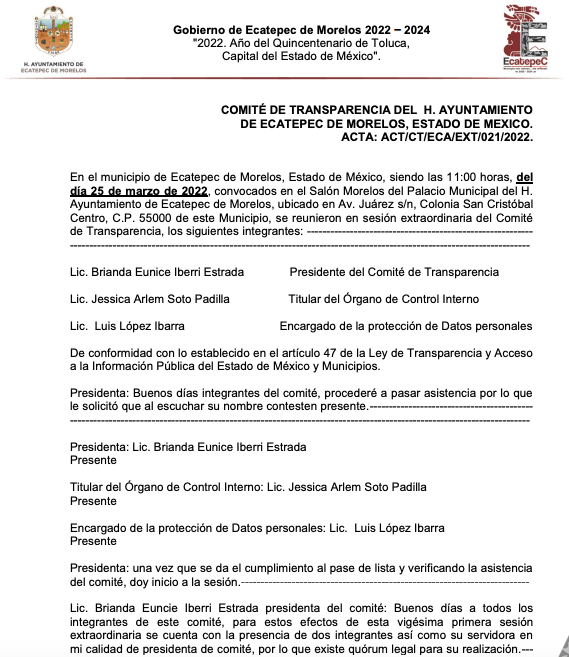 Gobierno de Ecatepec de Morelos 2022 – 2024
"2022. Año del Quincentenario de Toluca,
Capital del Estado de México".
H. AYUNTAMIENTO DE
ECATEPEC DE MORELOS
EcatepeC
COMITÉ DE TRANSPARENCIA DEL H. AYUNTAMIENTO
DE ECATEPEC DE MORELOS, ESTADO DE MEXICO.
ACTA: ACT/CT/ECA/EXT/021/2022.
En el municipio de Ecatepec de Morelos, Estado de México, siendo las 11:00 horas, del
día 25 de marzo de 2022, convocados en el Salón Morelos del Palacio Municipal del H.
Ayuntamiento de Ecatepec de Morelos, ubicado en Av. Juárez s/n, Colonia San Cristóbal
Centro, C.P. 55000 de este Municipio, se reunieron en sesión extraordinaria del Comité
de Transparencia, los siguientes integrantes: ------------------------------------------------
----------------------------------------------------------------------------------------------------
Lic. Brianda Eunice Iberri Estrada Presidente del Comité de Transparencia
Lic. Jessica Arlem Soto Padilla Titular del Órgano de Control Interno
Lic. Luis López Ibarra Encargado de la protección de Datos personales
De conformidad con lo establecido en el artículo 47 de la Ley de Transparencia y Acceso
a la Información Pública del Estado de México y Municipios.
Presidenta: Buenos días integrantes del comité, procederé a pasar asistencia por lo que
le solicitó que al escuchar su nombre contesten presente.-----------------------------------
----------------------------------------------------------------------------------------------------
Presidenta: Lic. Brianda Eunice Iberri Estrada
Presente
Titular del Órgano de Control Interno: Lic. Jessica Arlem Soto Padilla
Presente
Encargado de la protección de Datos personales: Lic. Luis López Ibarra
Presente
Presidenta: una vez que se da el cumplimiento al pase de lista y verificando la asistencia
del comité, doy inicio a la sesión.--------------------------------------------------------------
Lic. Brianda Euncie Iberri Estrada presidenta del comité: Buenos días a todos los
integrantes de este comité, para estos efectos de esta vigésima primera sesión
extraordinaria se cuenta con la presencia de dos integrantes así como su servidora en
mi calidad de presidenta de comité, por lo que existe quórum legal para su realización.---